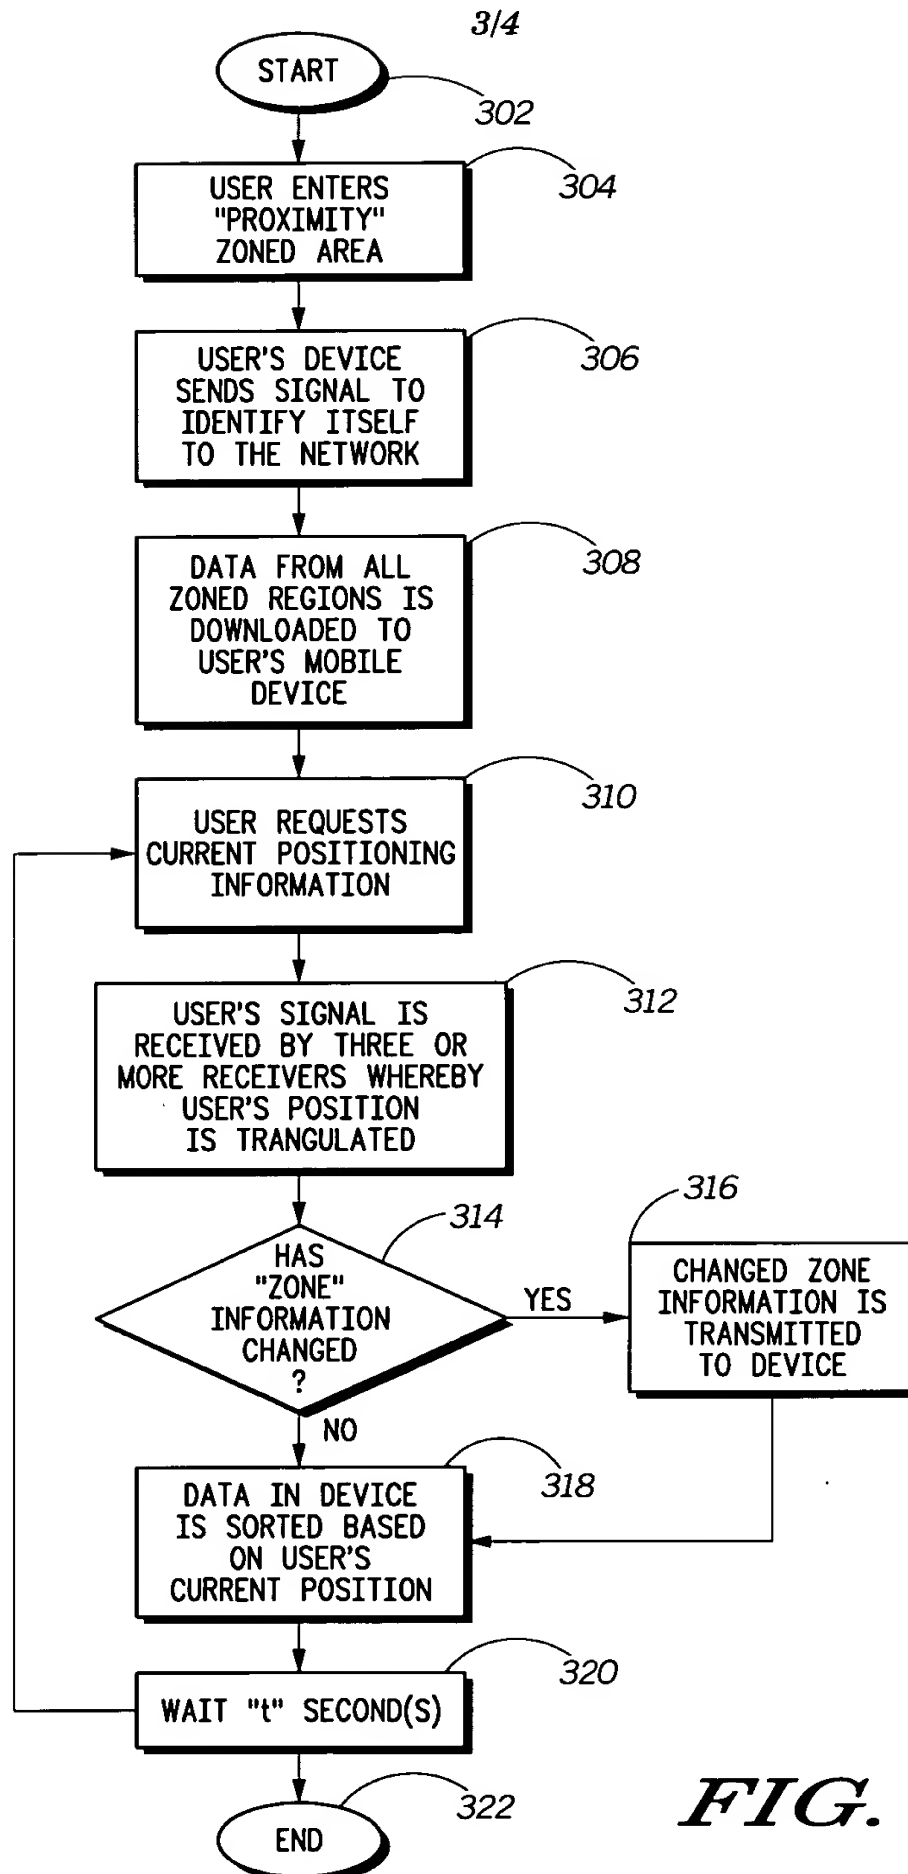 3/4
START
302
USER ENTERS
"PROXIMITY"
ZONED AREA
304
USER'S DEVICE
SENDS SIGNAL TO
IDENTIFY ITSELF
TO THE NETWORK
306
DATA FROM ALL
ZONED REGIONS IS
DOWNLOADED TO
USER'S MOBILE
DEVICE
308
USER REQUESTS
CURRENT POSITIONING
INFORMATION
310
USER'S SIGNAL IS
RECEIVED BY THREE OR
MORE RECEIVERS WHEREBY
USER'S POSITION
IS TRANGULATED
312
HAS
"ZONE"
INFORMATION
CHANGED
?
314
YES
CHANGED ZONE
INFORMATION IS
TRANSMITTED
TO DEVICE
316
NO
DATA IN DEVICE
IS SORTED BASED
ON USER'S
CURRENT POSITION
318
WAIT "t" SECOND(S)
320
END
322
FIG.